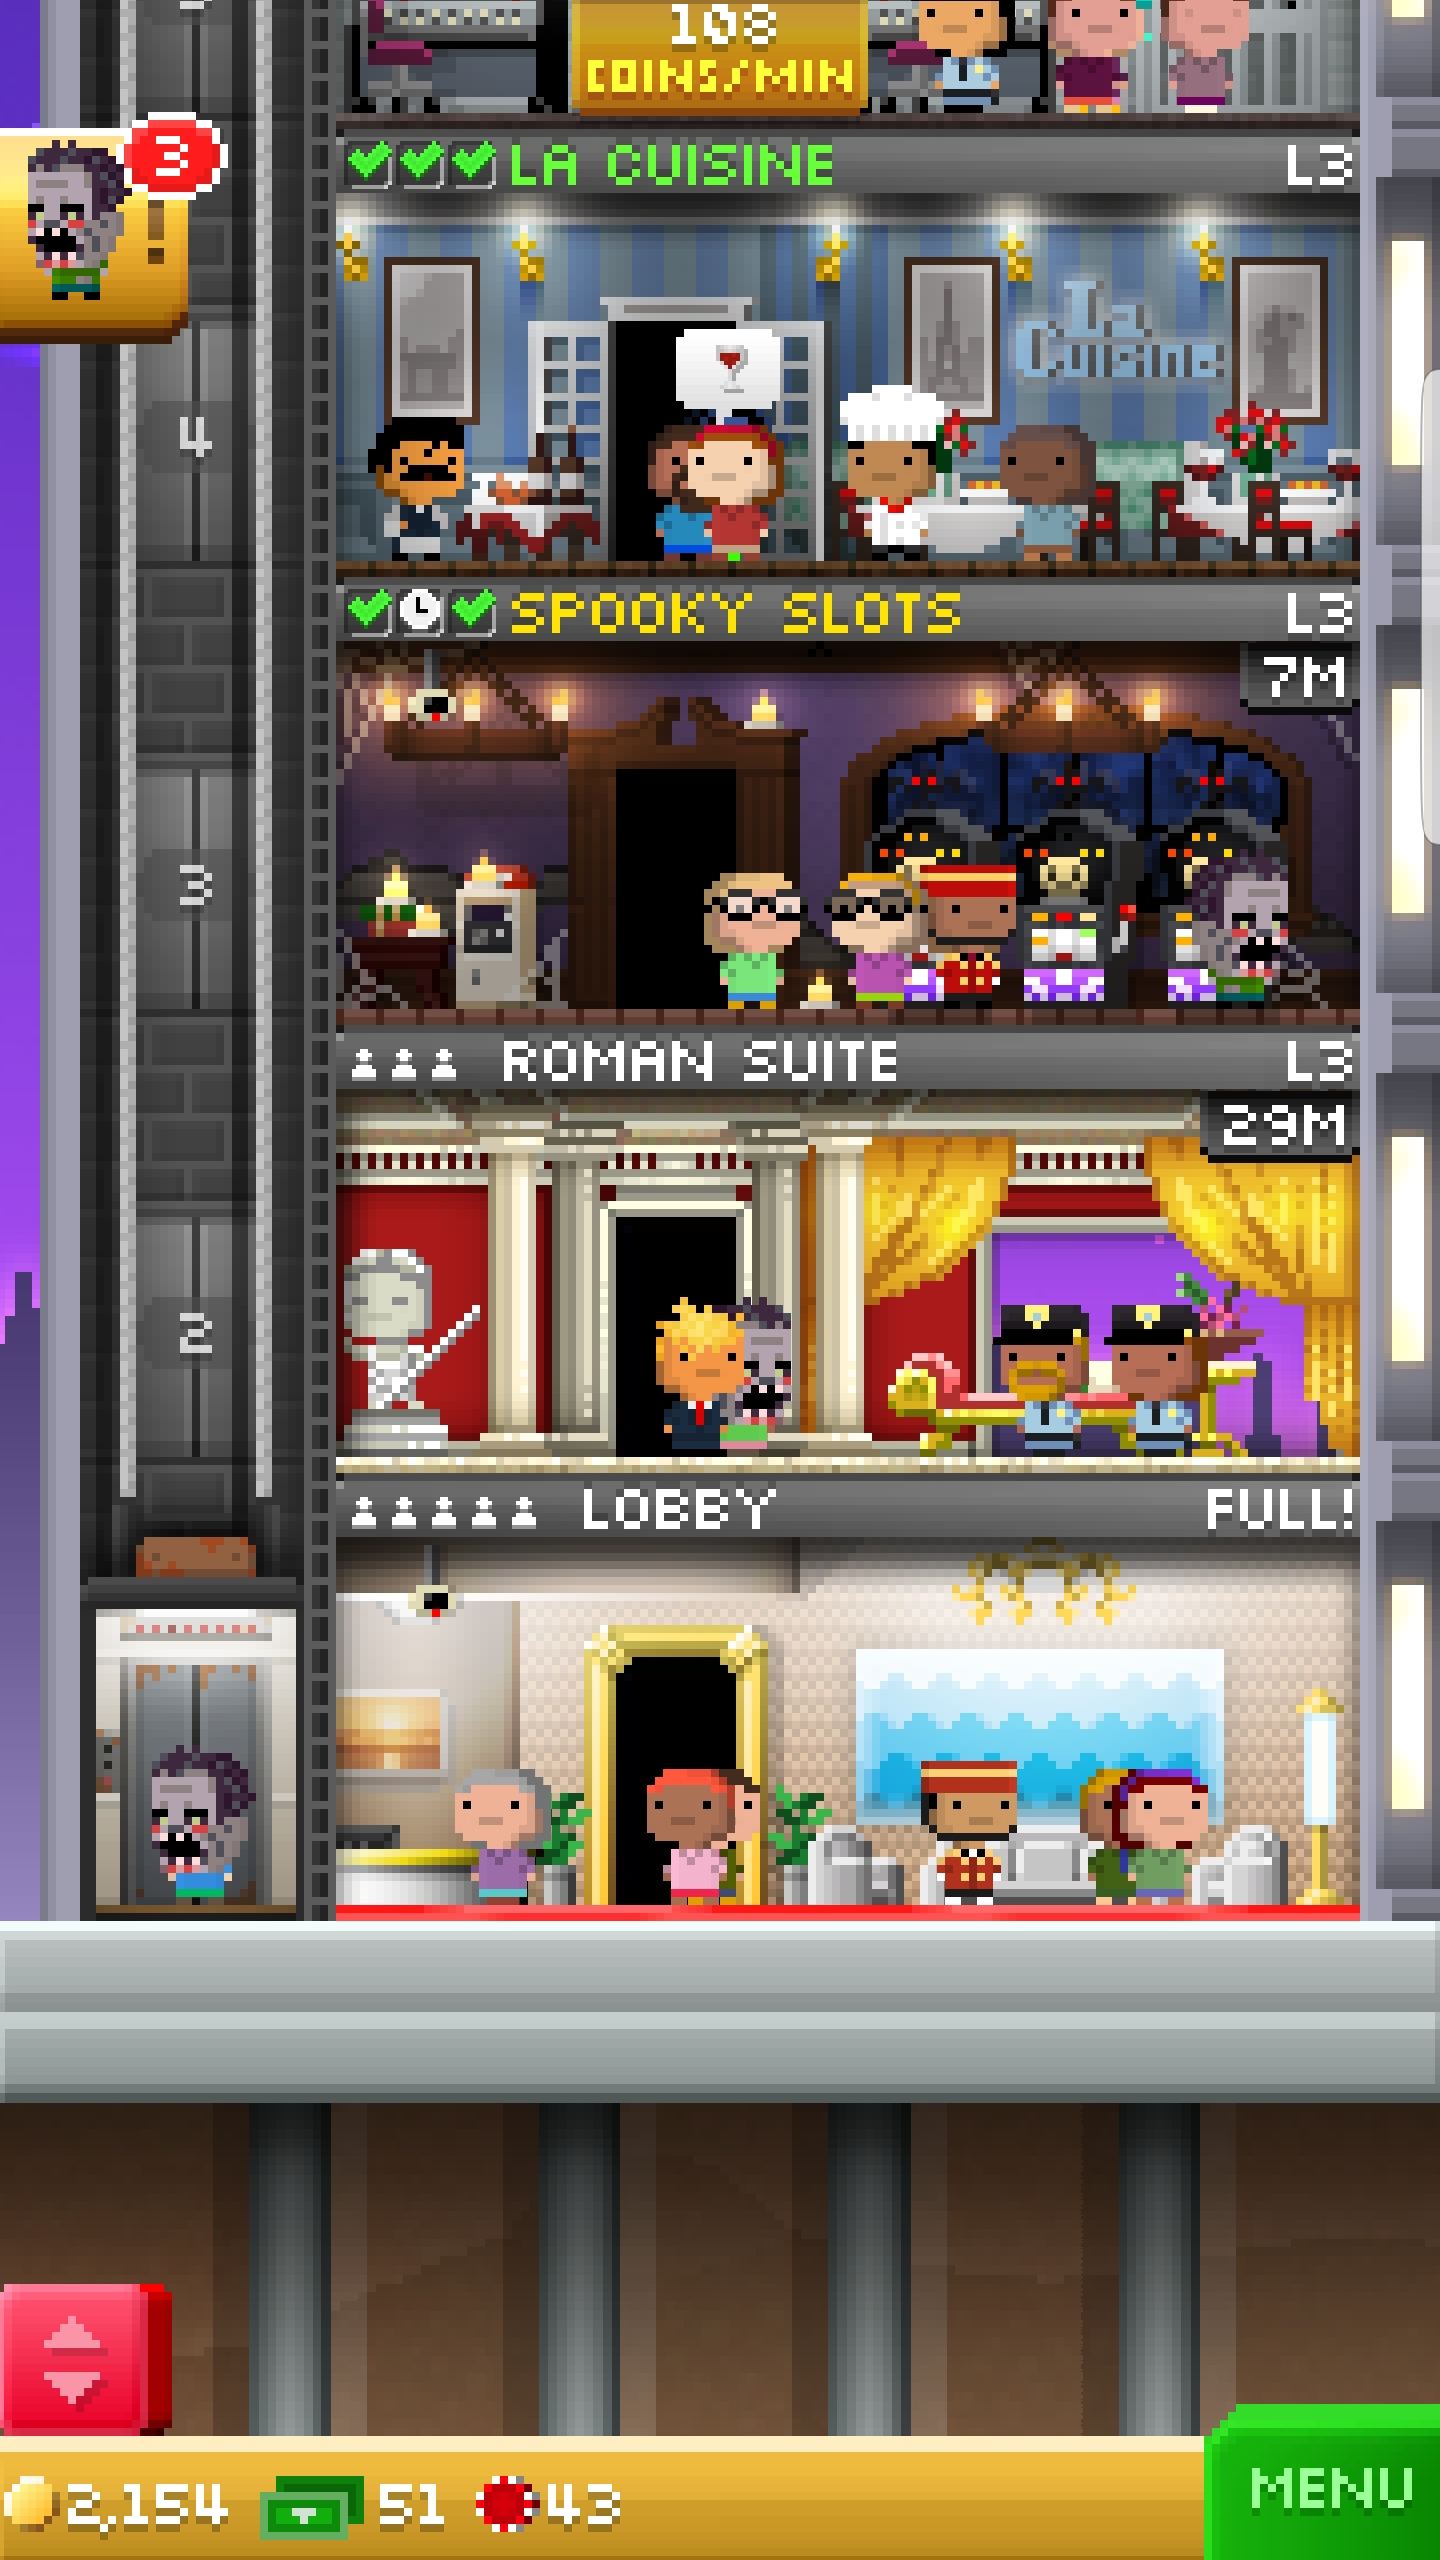 108
COINS/MIN
3
!
LA CUISINE L3
La
Cuisine
4
SPOOKY SLOTS L3
7M
3
ROMAN SUITE L3
29M
2
LOBBY FULL!
2,154 51 43
MENU